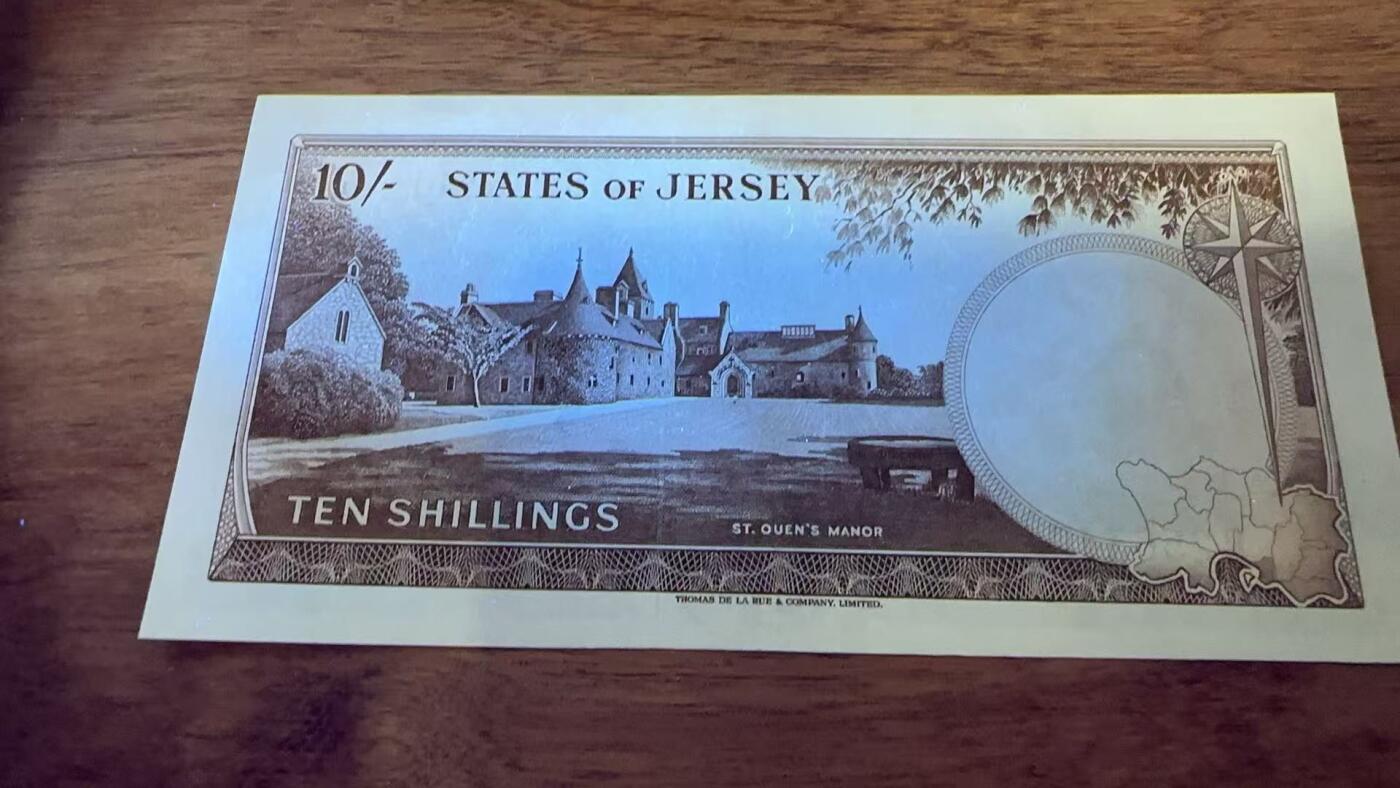 10/- STATES OF JERSEY
TEN SHILLINGS
ST. OUEN'S MANOR
THOMAS DE LA RUE & COMPANY, LIMITED.